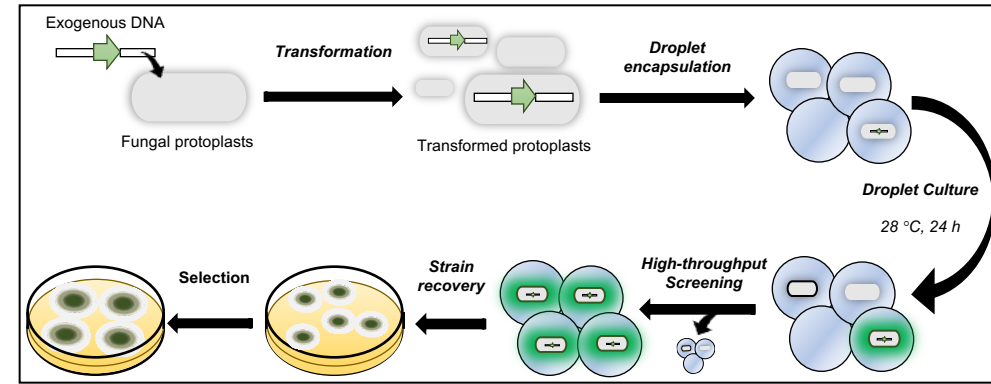 Exogenous DNA
Transformation
Droplet
encapsulation
Fungal protoplasts
Transformed protoplasts
Droplet Culture
28 °C, 24 h
High-throughput
Screening
Strain
recovery
Selection